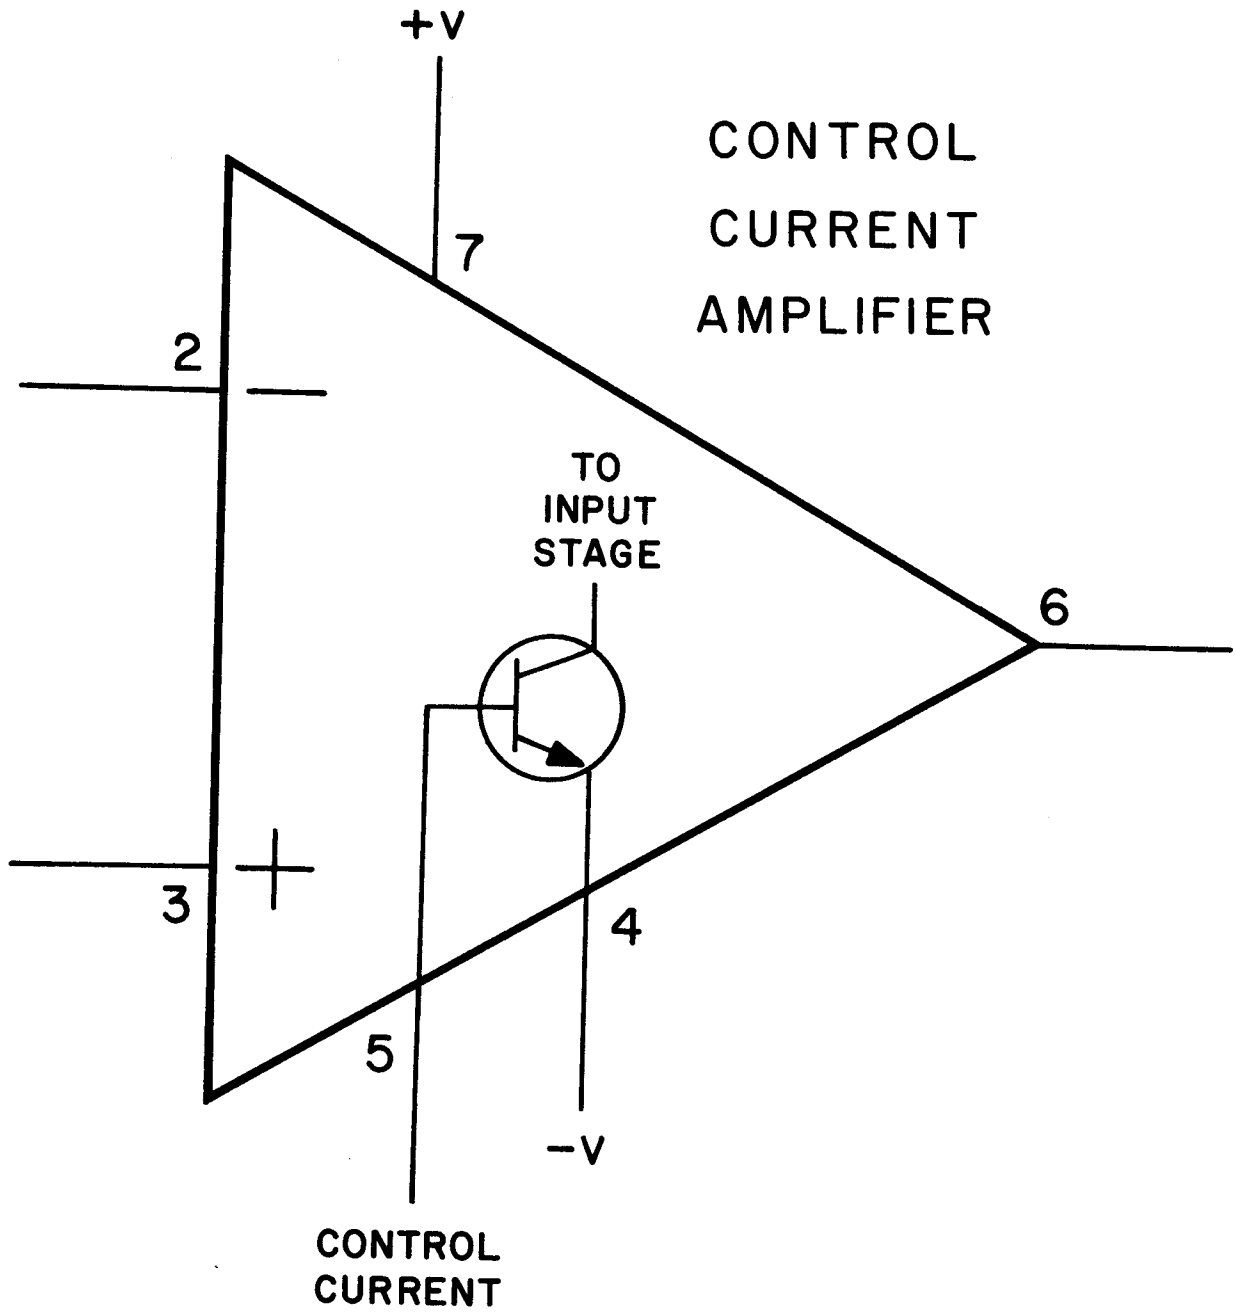 +V
CONTROL
CURRENT
AMPLIFIER
7
2
−
TO
INPUT
STAGE
6
+
3
4
5
−V
CONTROL
CURRENT